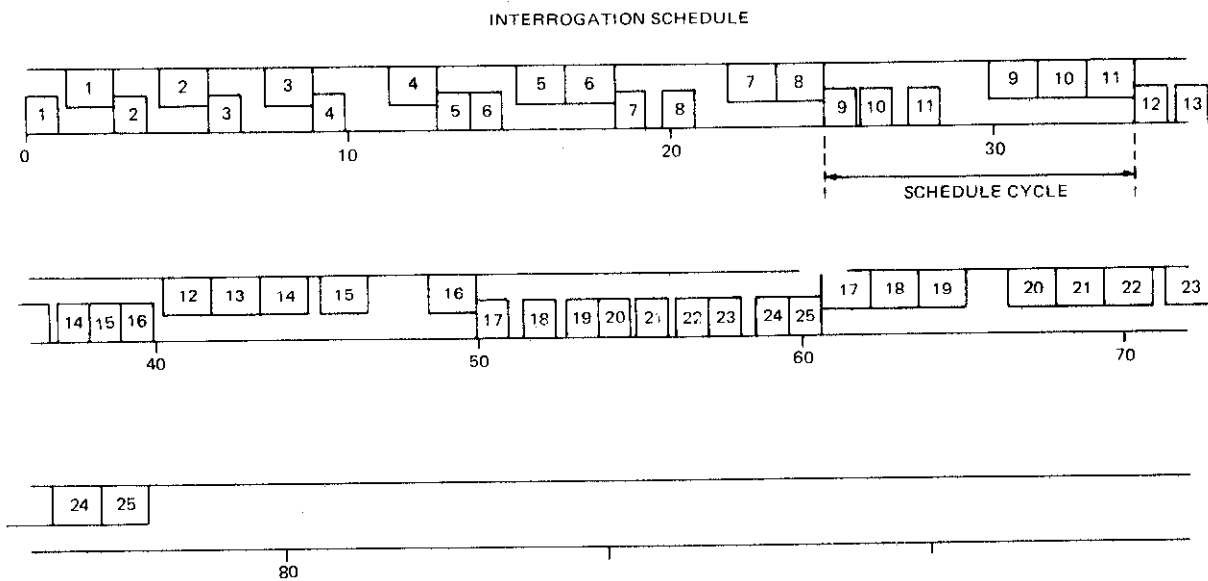 INTERROGATION SCHEDULE
1 2 3 4 5 6 7 8 9 10 11
1 2 3 4 5 6 7 8 9 10 11 12 13
0 10 20 30
SCHEDULE CYCLE
12 13 14 15 16 17 18 19 20 21 22 23
14 15 16 17 18 19 20 21 22 23 24 25
40 50 60 70
24 25
80